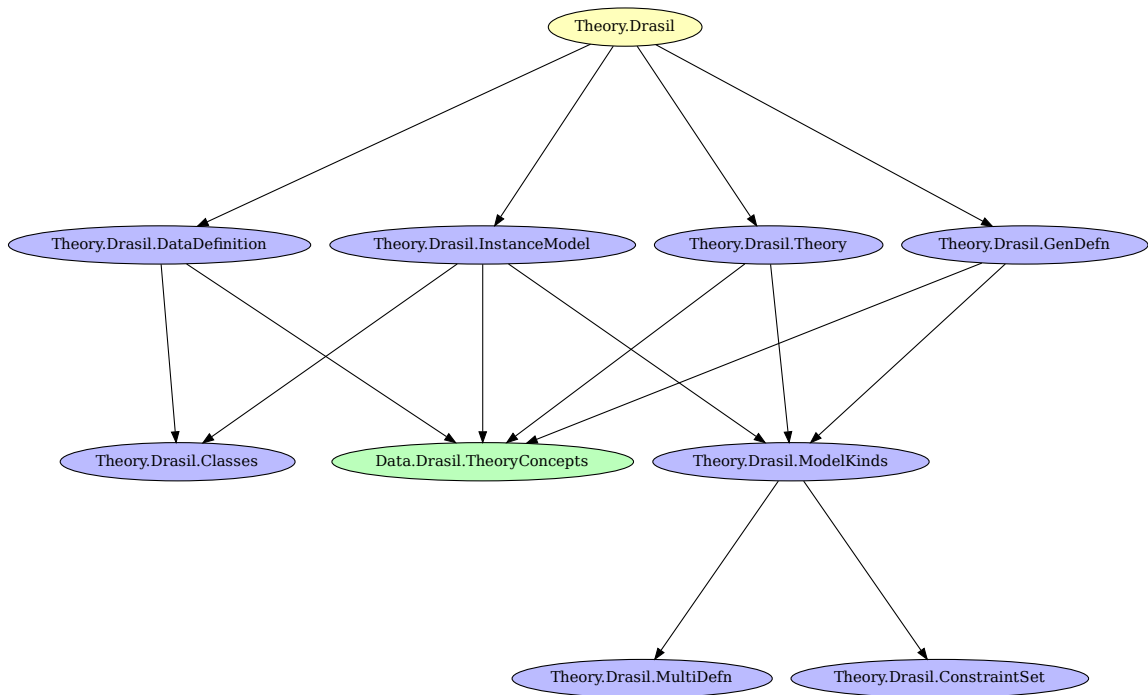 Theory.Drasil
Theory.Drasil.DataDefinition
Theory.Drasil.InstanceModel
Theory.Drasil.Theory
Theory.Drasil.GenDefn
Theory.Drasil.Classes
Data.Drasil.TheoryConcepts
Theory.Drasil.ModelKinds
Theory.Drasil.MultiDefn
Theory.Drasil.ConstraintSet